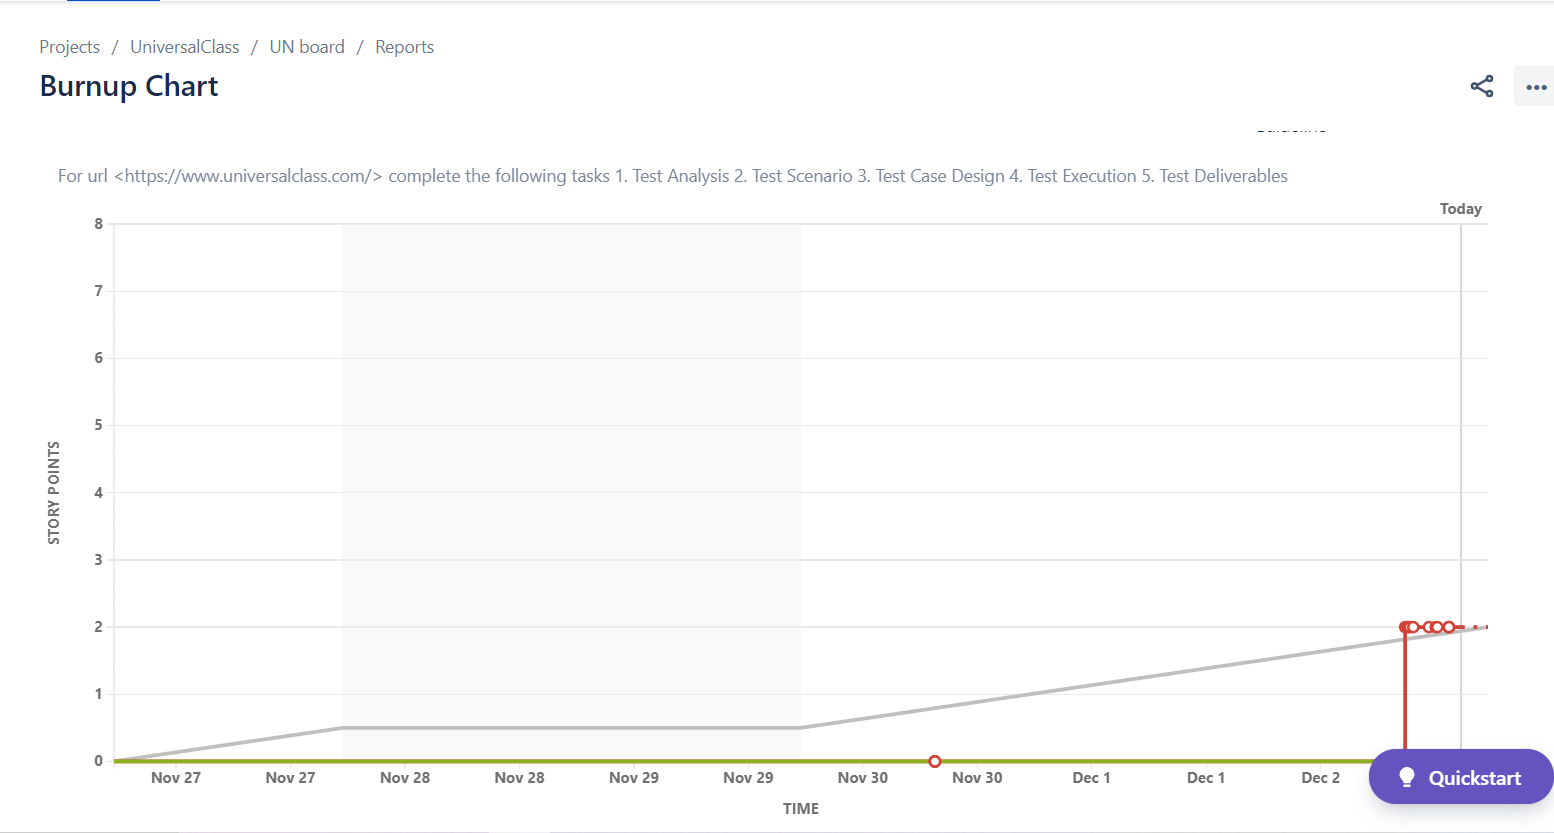 Projects / UniversalClass / UN board / Reports
Burnup Chart
For url <https://www.universalclass.com/> complete the following tasks 1. Test Analysis 2. Test Scenario 3. Test Case Design 4. Test Execution 5. Test Deliverables
Today
8
7
6
5
4
3
2
1
0
STORY POINTS
Nov 27 Nov 27 Nov 28 Nov 28 Nov 29 Nov 29 Nov 30 Nov 30 Dec 1 Dec 1 Dec 2
Quickstart
TIME